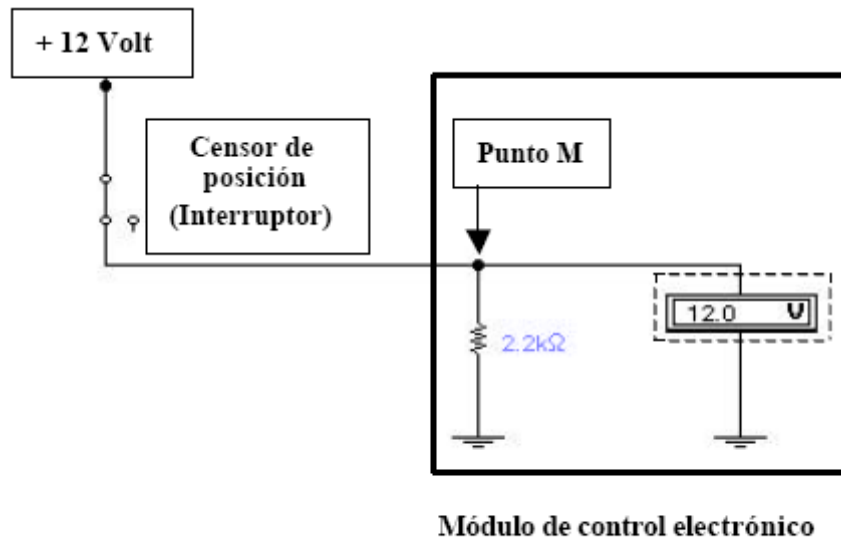 + 12 Volt
Censor de
posición
(Interruptor)
Punto M
12.0 V
2.2kΩ
Módulo de control electrónico